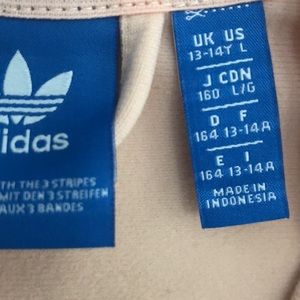 adidas
TH THE 3 STRIPES
MIT DEN 3 STREIFEN
AUX 3 BANDES
UK US
13-14Y L
J CDN
160 L/G
D F
164 13-14A
E I
164 13-14A
MADE IN
INDONESIA